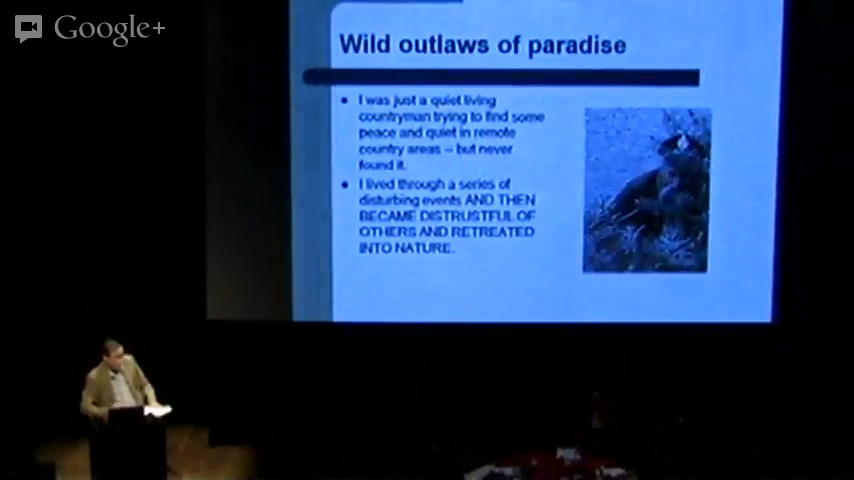 Google+
Wild outlaws of paradise
I was just a quiet living
countryman trying to find some
peace and quiet in remote
country areas – but never
found it.
I lived through a series of
disturbing events AND THEN
BECAME DISTRUSTFUL OF
OTHERS AND RETREATED
INTO NATURE.